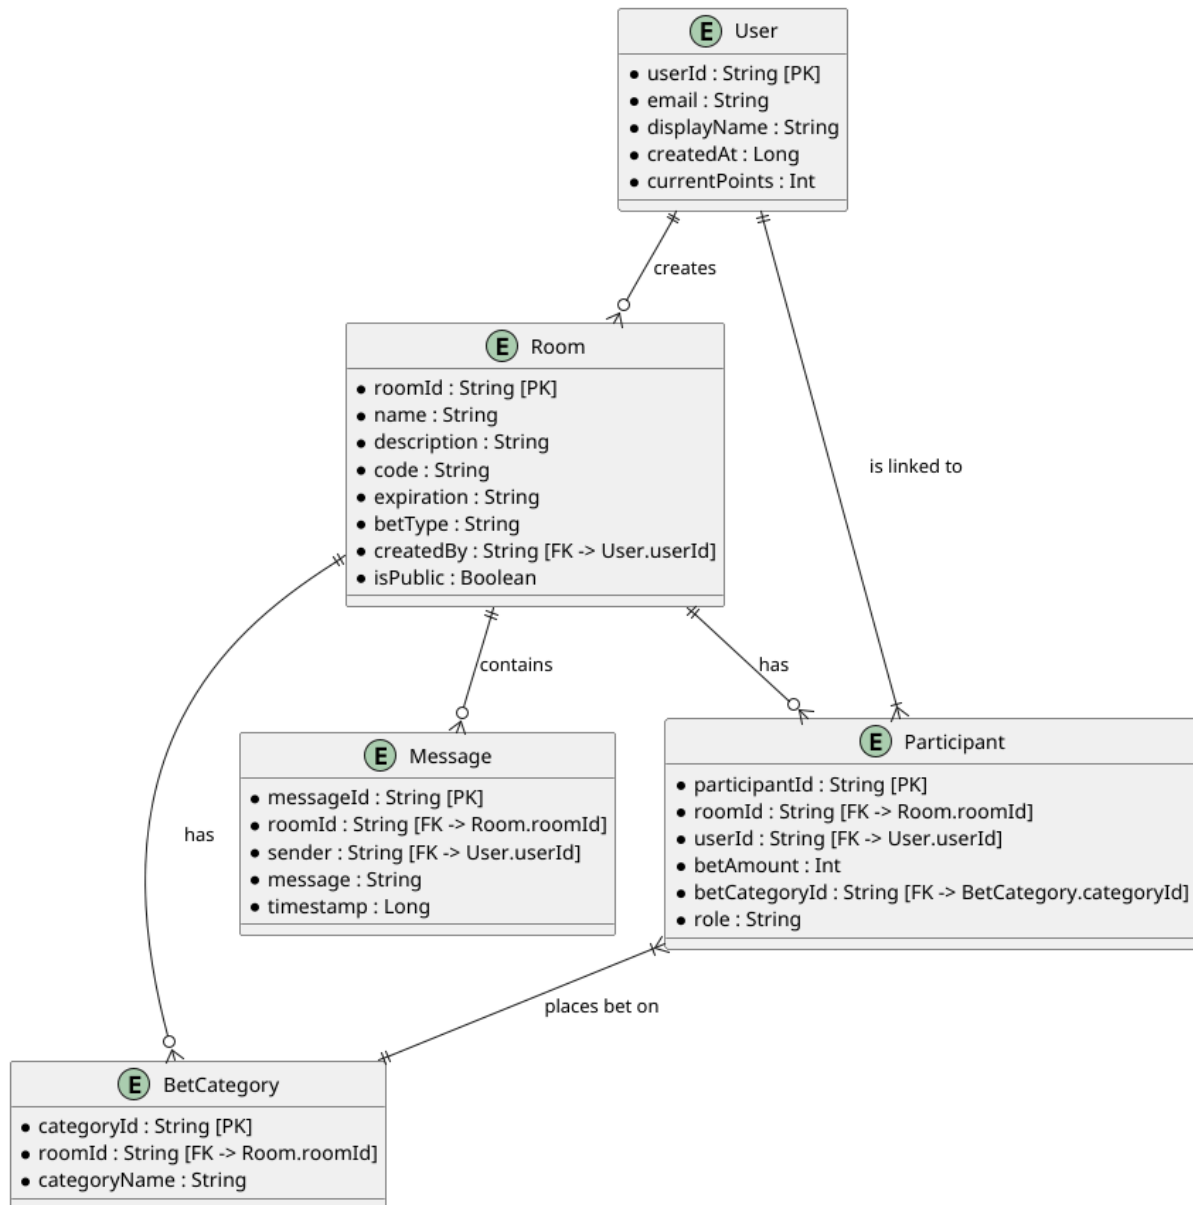 E User
userId : String [PK]
email : String
displayName : String
createdAt : Long
currentPoints : Int
creates
E Room
roomId : String [PK]
name : String
description : String
code : String
expiration : String
betType : String
createdBy : String [FK -> User.userId]
isPublic : Boolean
is linked to
contains
has
E Message
messageId : String [PK]
roomId : String [FK -> Room.roomId]
sender : String [FK -> User.userId]
message : String
timestamp : Long
E Participant
participantId : String [PK]
roomId : String [FK -> Room.roomId]
userId : String [FK -> User.userId]
betAmount : Int
betCategoryId : String [FK -> BetCategory.categoryId]
role : String
has
places bet on
E BetCategory
categoryId : String [PK]
roomId : String [FK -> Room.roomId]
categoryName : String